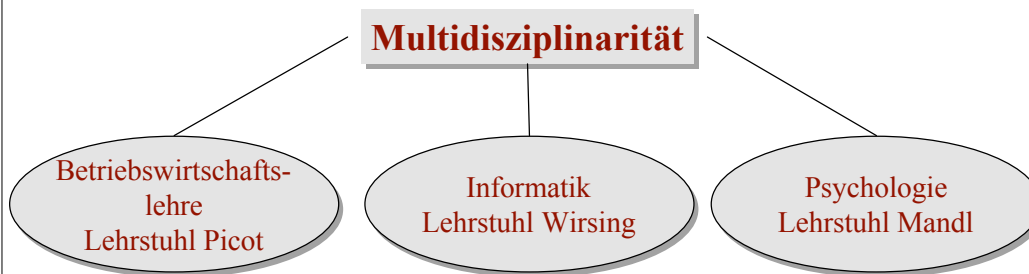 Multidisziplinarität
Betriebswirtschafts-
lehre
Lehrstuhl Picot
Informatik
Lehrstuhl Wirsing
Psychologie
Lehrstuhl Mandl